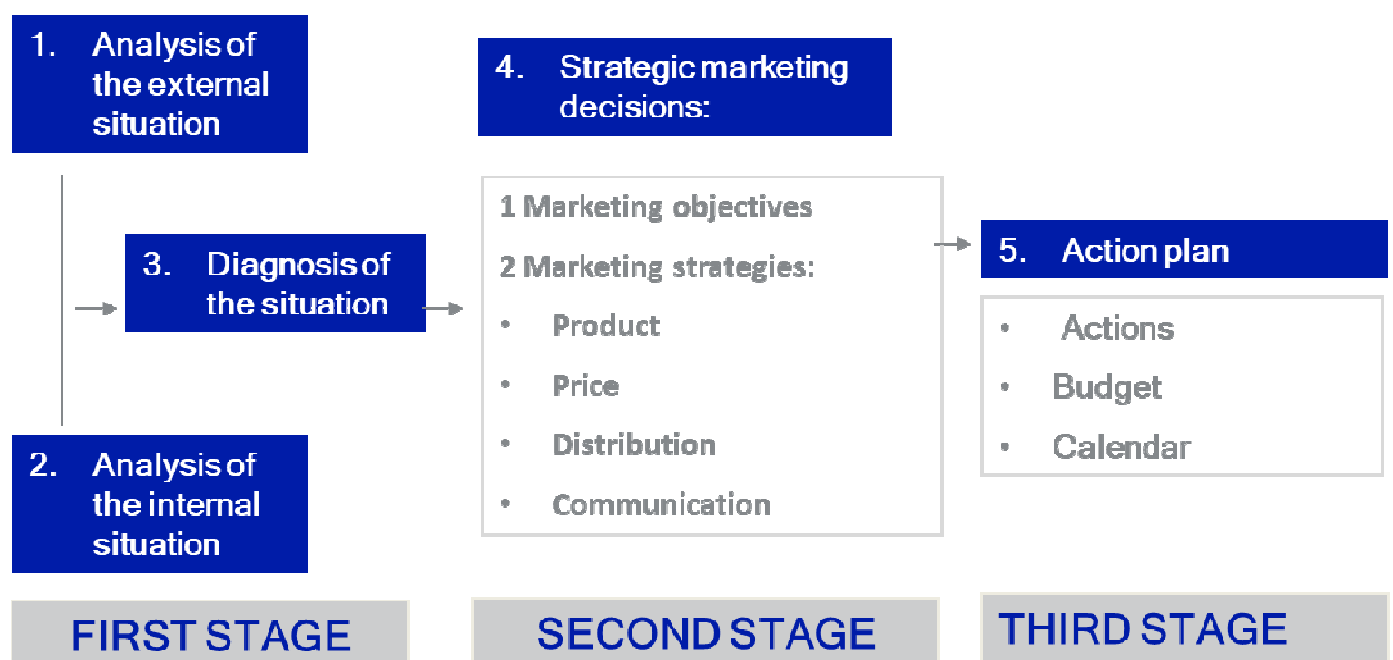 1. Analysis of
the external
situation
2. Analysis of
the internal
situation
3. Diagnosis of
the situation
FIRST STAGE
4. Strategic marketing
decisions:
1 Marketing objectives
2 Marketing strategies:
• Product
• Price
• Distribution
• Communication
SECOND STAGE
5. Action plan
• Actions
• Budget
• Calendar
THIRD STAGE